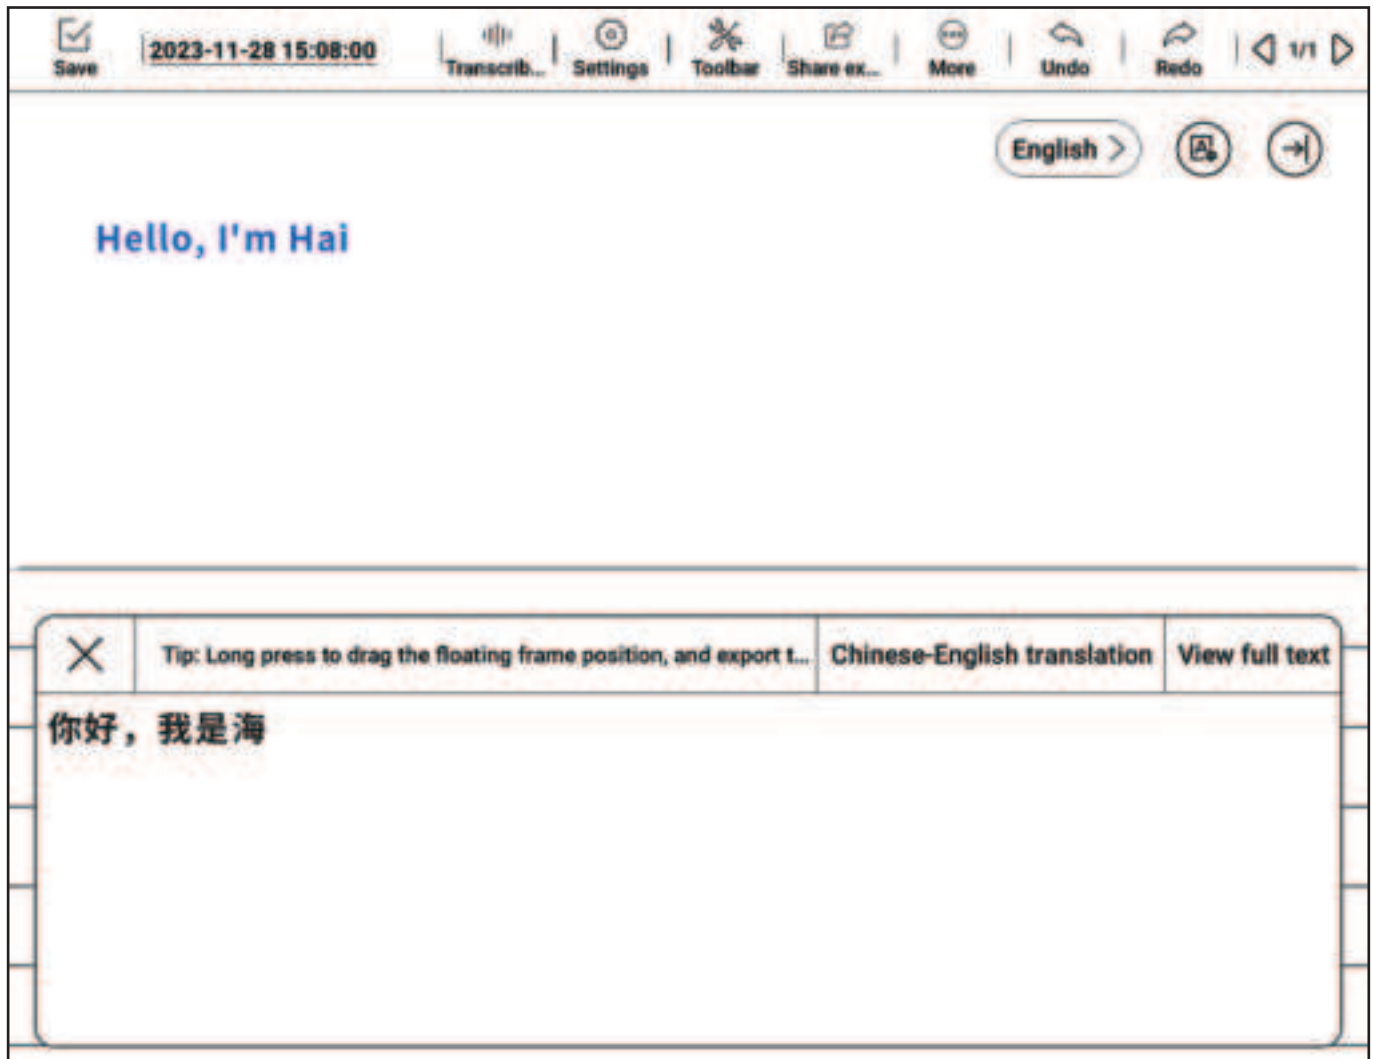 Save 2023-11-28 15:08:00 Transcrib... Settings Toolbar Share ex... More Undo Redo 1/1
English
Hello, I'm Hai
Tip: Long press to drag the floating frame position, and export t... Chinese-English translation View full text
你好，我是海